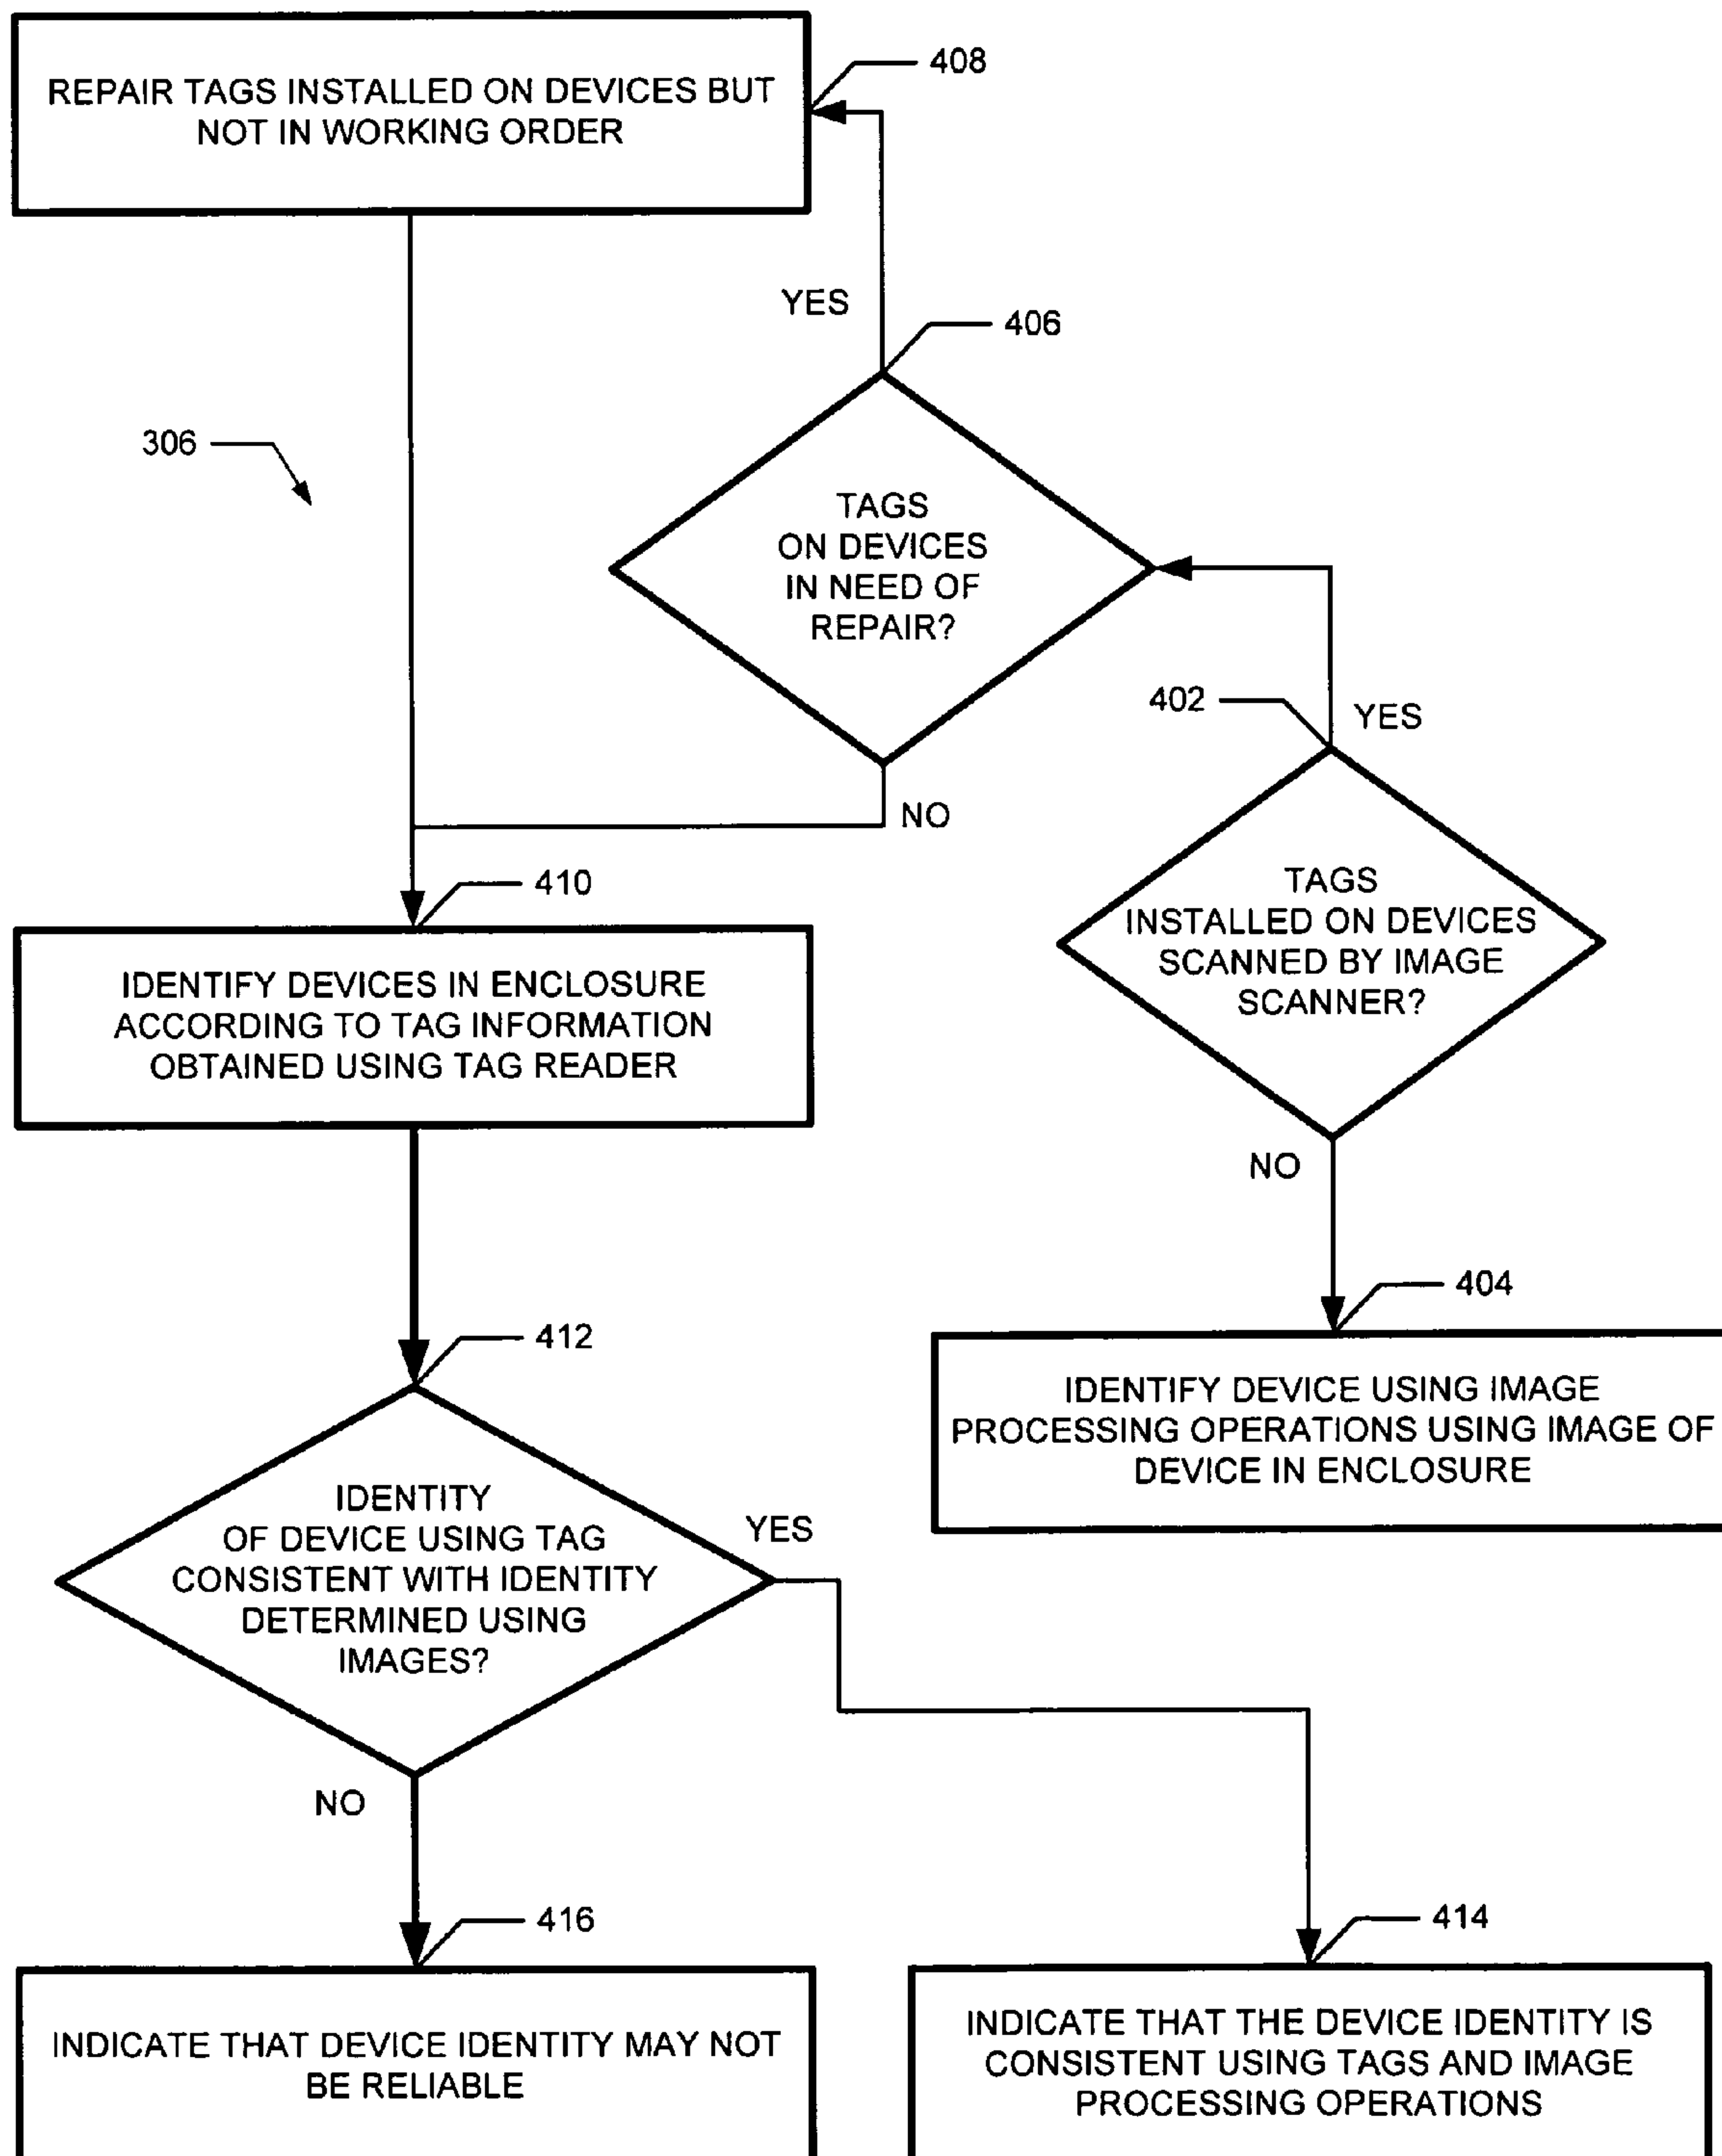 REPAIR TAGS INSTALLED ON DEVICES BUT
NOT IN WORKING ORDER
408
YES
406
306
TAGS
ON DEVICES
IN NEED OF
REPAIR?
402
YES
NO
TAGS
INSTALLED ON DEVICES
SCANNED BY IMAGE
SCANNER?
410
IDENTIFY DEVICES IN ENCLOSURE
ACCORDING TO TAG INFORMATION
OBTAINED USING TAG READER
NO
404
IDENTIFY DEVICE USING IMAGE
PROCESSING OPERATIONS USING IMAGE OF
DEVICE IN ENCLOSURE
412
IDENTITY
OF DEVICE USING TAG
CONSISTENT WITH IDENTITY
DETERMINED USING
IMAGES?
YES
NO
416
INDICATE THAT DEVICE IDENTITY MAY NOT
BE RELIABLE
414
INDICATE THAT THE DEVICE IDENTITY IS
CONSISTENT USING TAGS AND IMAGE
PROCESSING OPERATIONS